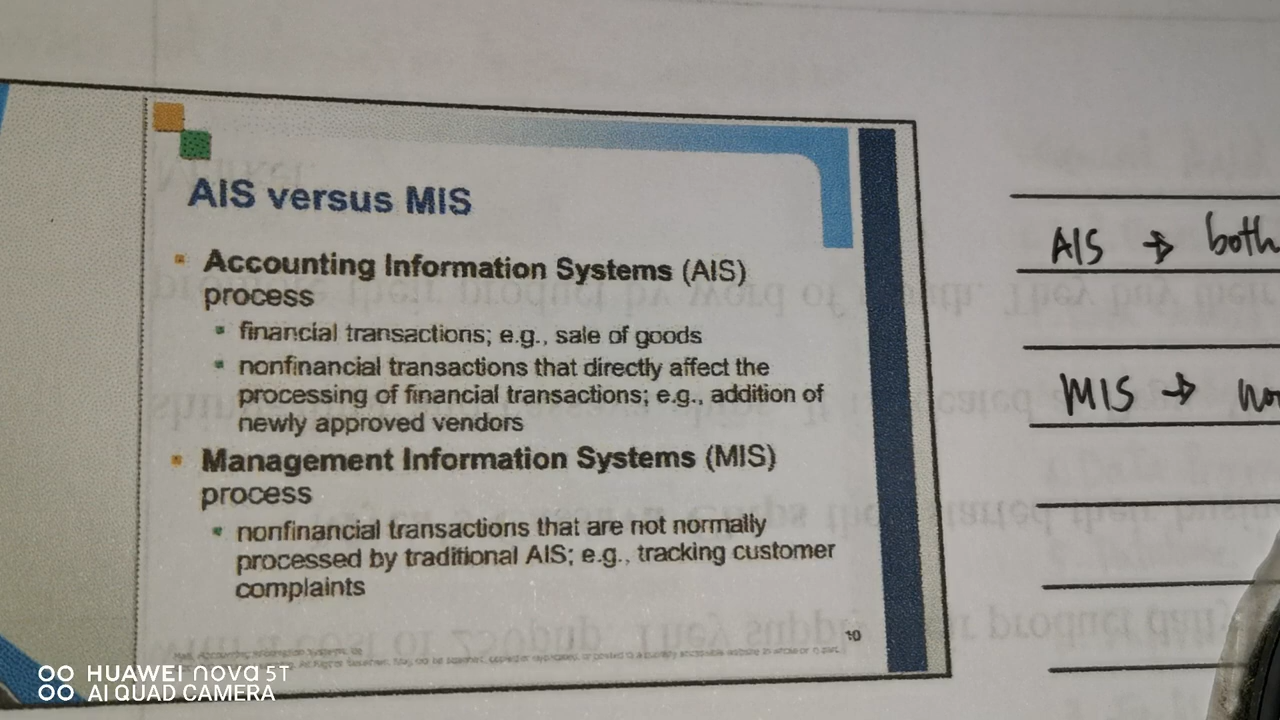 AIS versus MIS
Accounting Information Systems (AIS)
process
financial transactions; e.g., sale of goods
nonfinancial transactions that directly affect the
processing of financial transactions; e.g., addition of
newly approved vendors
Management Information Systems (MIS)
process
nonfinancial transactions that are not normally
processed by traditional AIS; e.g., tracking customer
complaints
10
AIS → both
MIS →
HUAWEI nova 5T
AI QUAD CAMERA